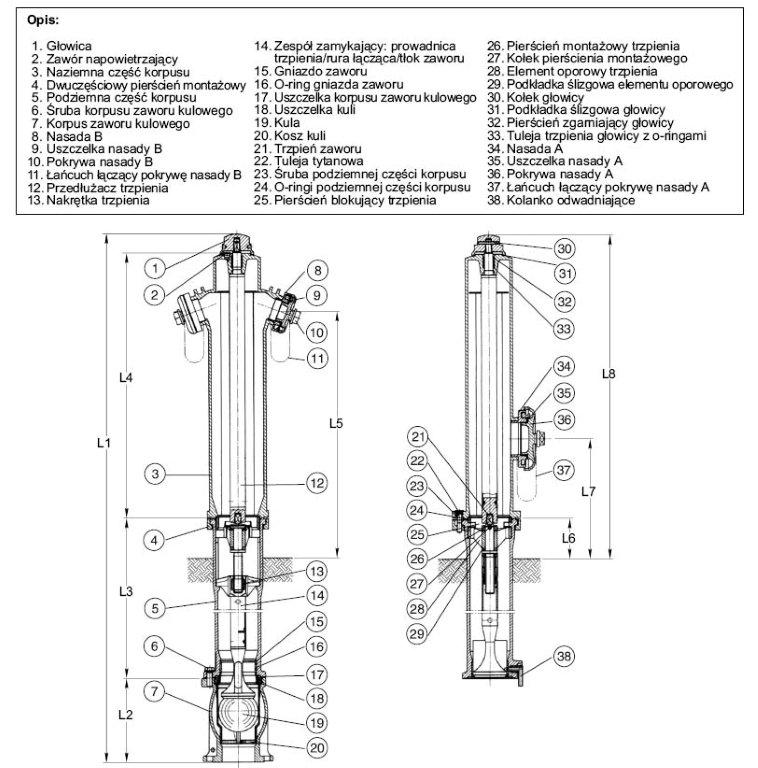 Opis:
1. Głowica
2. Zawór napowietrzający
3. Naziemna część korpusu
4. Dwuczęściowy pierścień montażowy
5. Podziemna część korpusu
6. Śruba korpusu zaworu kulowego
7. Korpus zaworu kulowego
8. Nasada B
9. Uszczelka nasady B
10. Pokrywa nasady B
11. Łańcuch łączący pokrywę nasady B
12. Przedłużacz trzpienia
13. Nakrętka trzpienia
14. Zespół zamykający: prowadnica
trzpienia/rura łącząca/tłok zaworu
15. Gniazdo zaworu
16. O-ring gniazda zaworu
17. Uszczelka korpusu zaworu kulowego
18. Uszczelka kuli
19. Kula
20. Kosz kuli
21. Trzpień zaworu
22. Tuleja tytanowa
23. Śruba podziemnej części korpusu
24. O-ringi podziemnej części korpusu
25. Pierścień blokujący trzpienia
26. Pierścień montażowy trzpienia
27. Kołek pierścienia montażowego
28. Element oporowy trzpienia
29. Podkładka ślizgowa elementu oporowego
30. Kołek głowicy
31. Podkładka ślizgowa głowicy
32. Pierścień zgarniający głowicy
33. Tuleja trzpienia głowicy z o-ringami
34. Nasada A
35. Uszczelka nasady A
36. Pokrywa nasady A
37. Łańcuch łączący pokrywę nasady A
38. Kolanko odwadniające
1
2
8
9
10
11
L4
L1
L5
3
12
4
13
L3
14
5
15
16
6
17
18
7
L2
19
20
30
31
32
33
L8
34
35
36
21
22
37
23
L7
24
25
L6
26
27
28
29
38